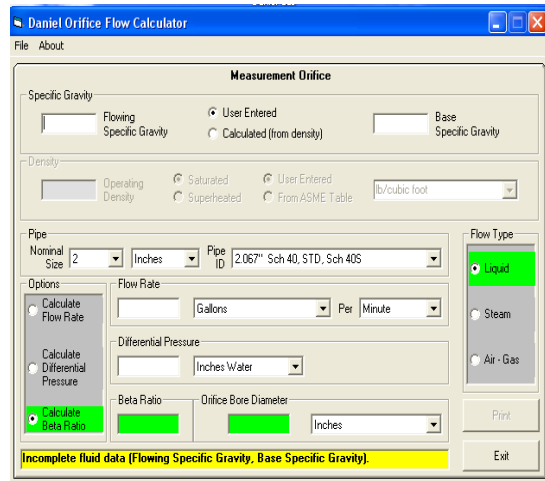 Daniel Orifice Flow Calculator
File About
Measurement Orifice
Specific Gravity
Flowing Specific Gravity
User Entered
Calculated (from density)
Base Specific Gravity
Density
Operating Density
Saturated
Superheated
User Entered
From ASME Table
lb/cubic foot
Pipe
Nominal Size 2 Inches Pipe ID 2.067" Sch 40, STD, Sch 40S
Flow Type
Liquid
Steam
Air - Gas
Options
Calculate Flow Rate
Calculate Differential Pressure
Calculate Beta Ratio
Flow Rate
Gallons Per Minute
Differential Pressure
Inches Water
Beta Ratio
Orifice Bore Diameter
Inches
Print
Exit
Incomplete fluid data (Flowing Specific Gravity, Base Specific Gravity).